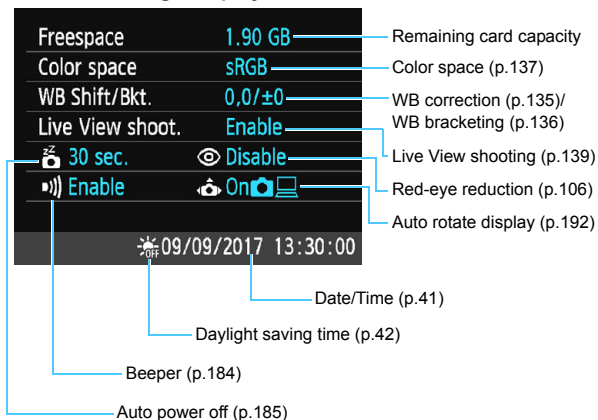 Freespace 1.90 GB
Remaining card capacity
Color space sRGB
Color space (p.137)
WB Shift/Bkt. 0,0/±0
WB correction (p.135)/
WB bracketing (p.136)
Live View shoot. Enable
Live View shooting (p.139)
zZ 30 sec. Disable
Red-eye reduction (p.106)
Enable On
Auto rotate display (p.192)
OFF 09/09/2017 13:30:00
Date/Time (p.41)
Daylight saving time (p.42)
Beeper (p.184)
Auto power off (p.185)